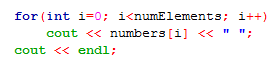 for(int i=0; i<numElements; i++)
cout << numbers[i] << " ";
cout << endl;